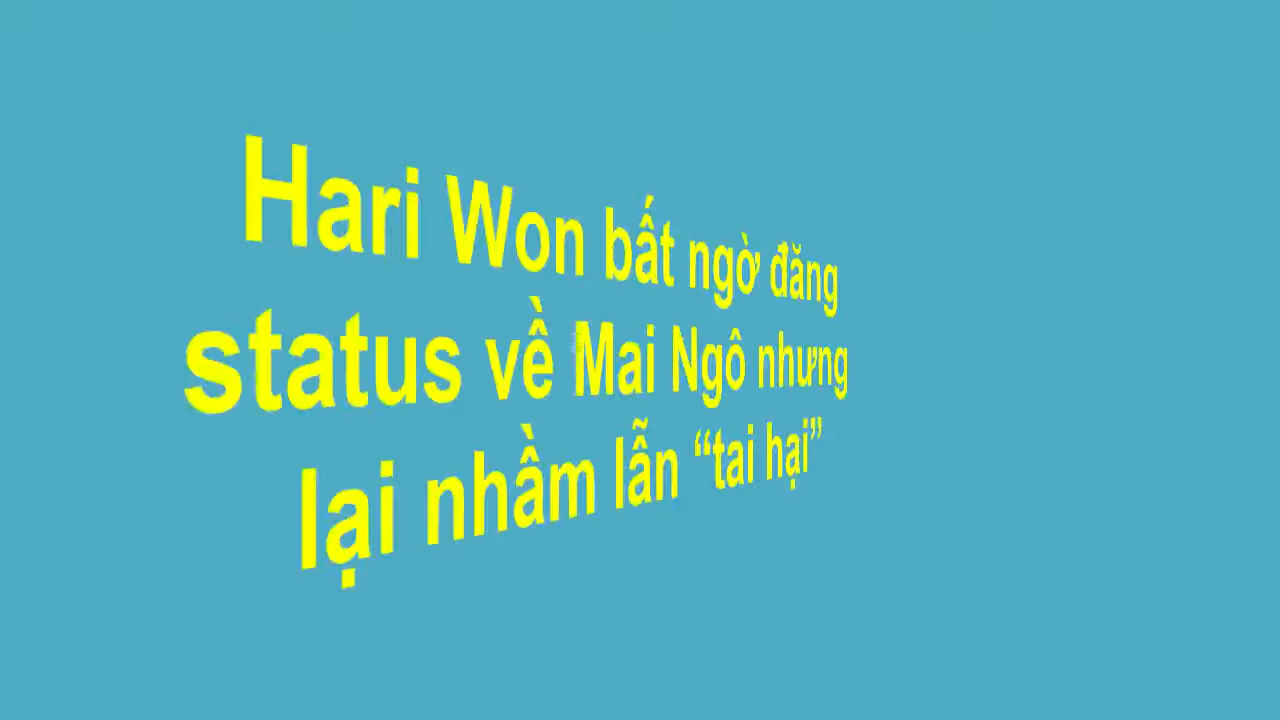 Hari Won bất ngờ đăng
status về Mai Ngô nhưng
lại nhầm lẫn “tai hại”